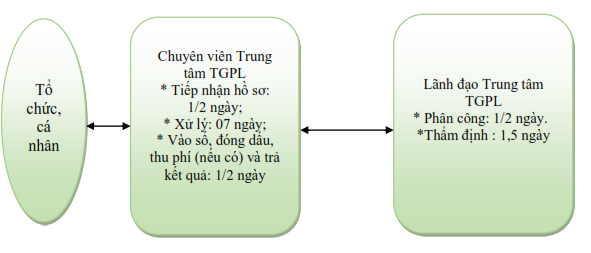 Tổ
chức,
cá
nhân
Chuyên viên Trung
tâm TGPL
* Tiếp nhận hồ sơ:
1/2 ngày;
* Xử lý: 07 ngày;
* Vào sổ, đóng dấu,
thu phí (nếu có) và trả
kết quả: 1/2 ngày
Lãnh đạo Trung tâm
TGPL
* Phân công: 1/2 ngày.
*Thẩm định : 1,5 ngày